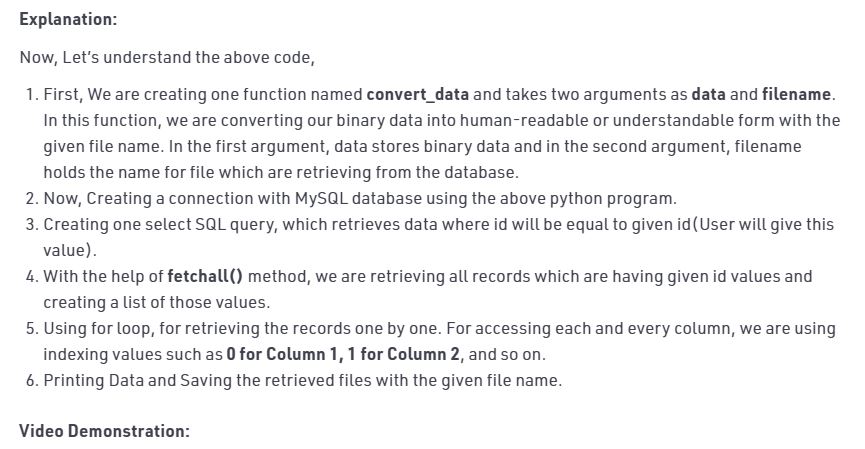 Explanation:
Now, Let's understand the above code,
1. First, We are creating one function named convert_data and takes two arguments as data and filename.
In this function, we are converting our binary data into human-readable or understandable form with the
given file name. In the first argument, data stores binary data and in the second argument, filename
holds the name for file which are retrieving from the database.
2. Now, Creating a connection with MySQL database using the above python program.
3. Creating one select SQL query, which retrieves data where id will be equal to given id(User will give this
value).
4. With the help of fetchall() method, we are retrieving all records which are having given id values and
creating a list of those values.
5. Using for loop, for retrieving the records one by one. For accessing each and every column, we are using
indexing values such as 0 for Column 1, 1 for Column 2, and so on.
6. Printing Data and Saving the retrieved files with the given file name.
Video Demonstration: